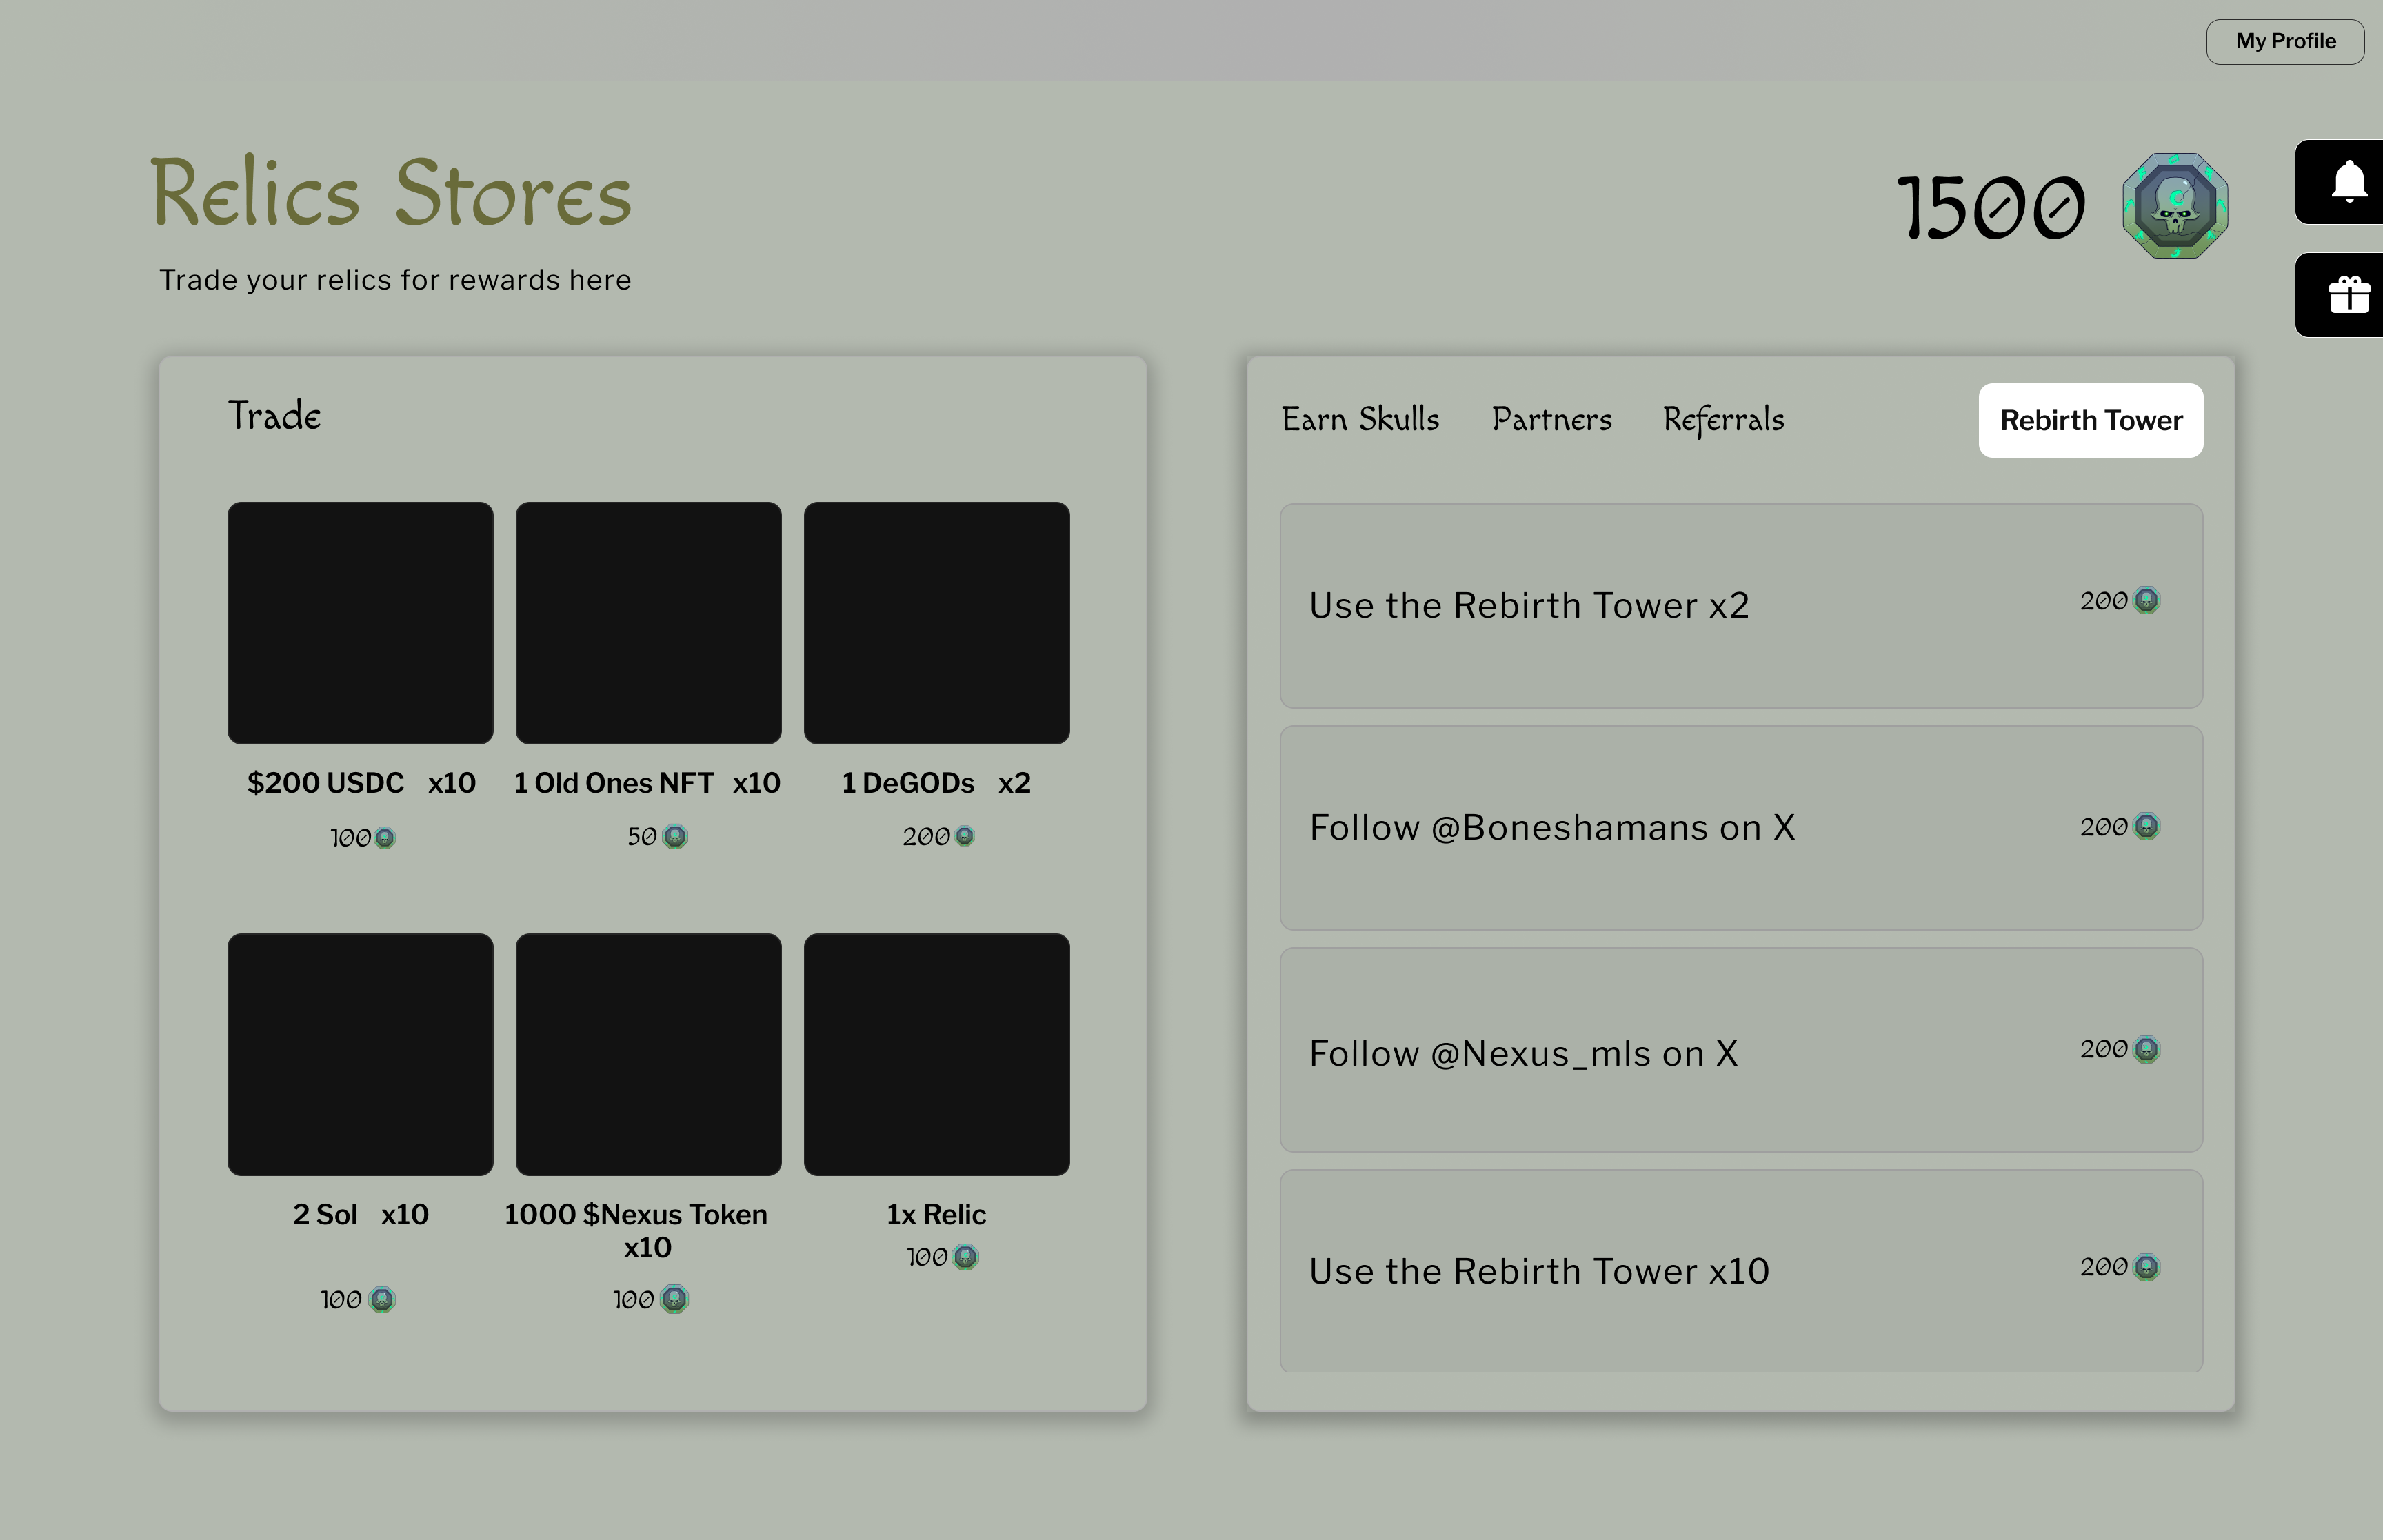 My Profile
Relics Stores
1500
Trade your relics for rewards here
Trade
$200 USDC x10
1 Old Ones NFT x10
1 DeGODs x2
100
50
200
2 Sol x10
1000 $Nexus Token
x10
1x Relic
100
100
100
Earn Skulls
Partners
Referrals
Rebirth Tower
Use the Rebirth Tower x2
200
Follow @Boneshamans on X
200
Follow @Nexus_mls on X
200
Use the Rebirth Tower x10
200